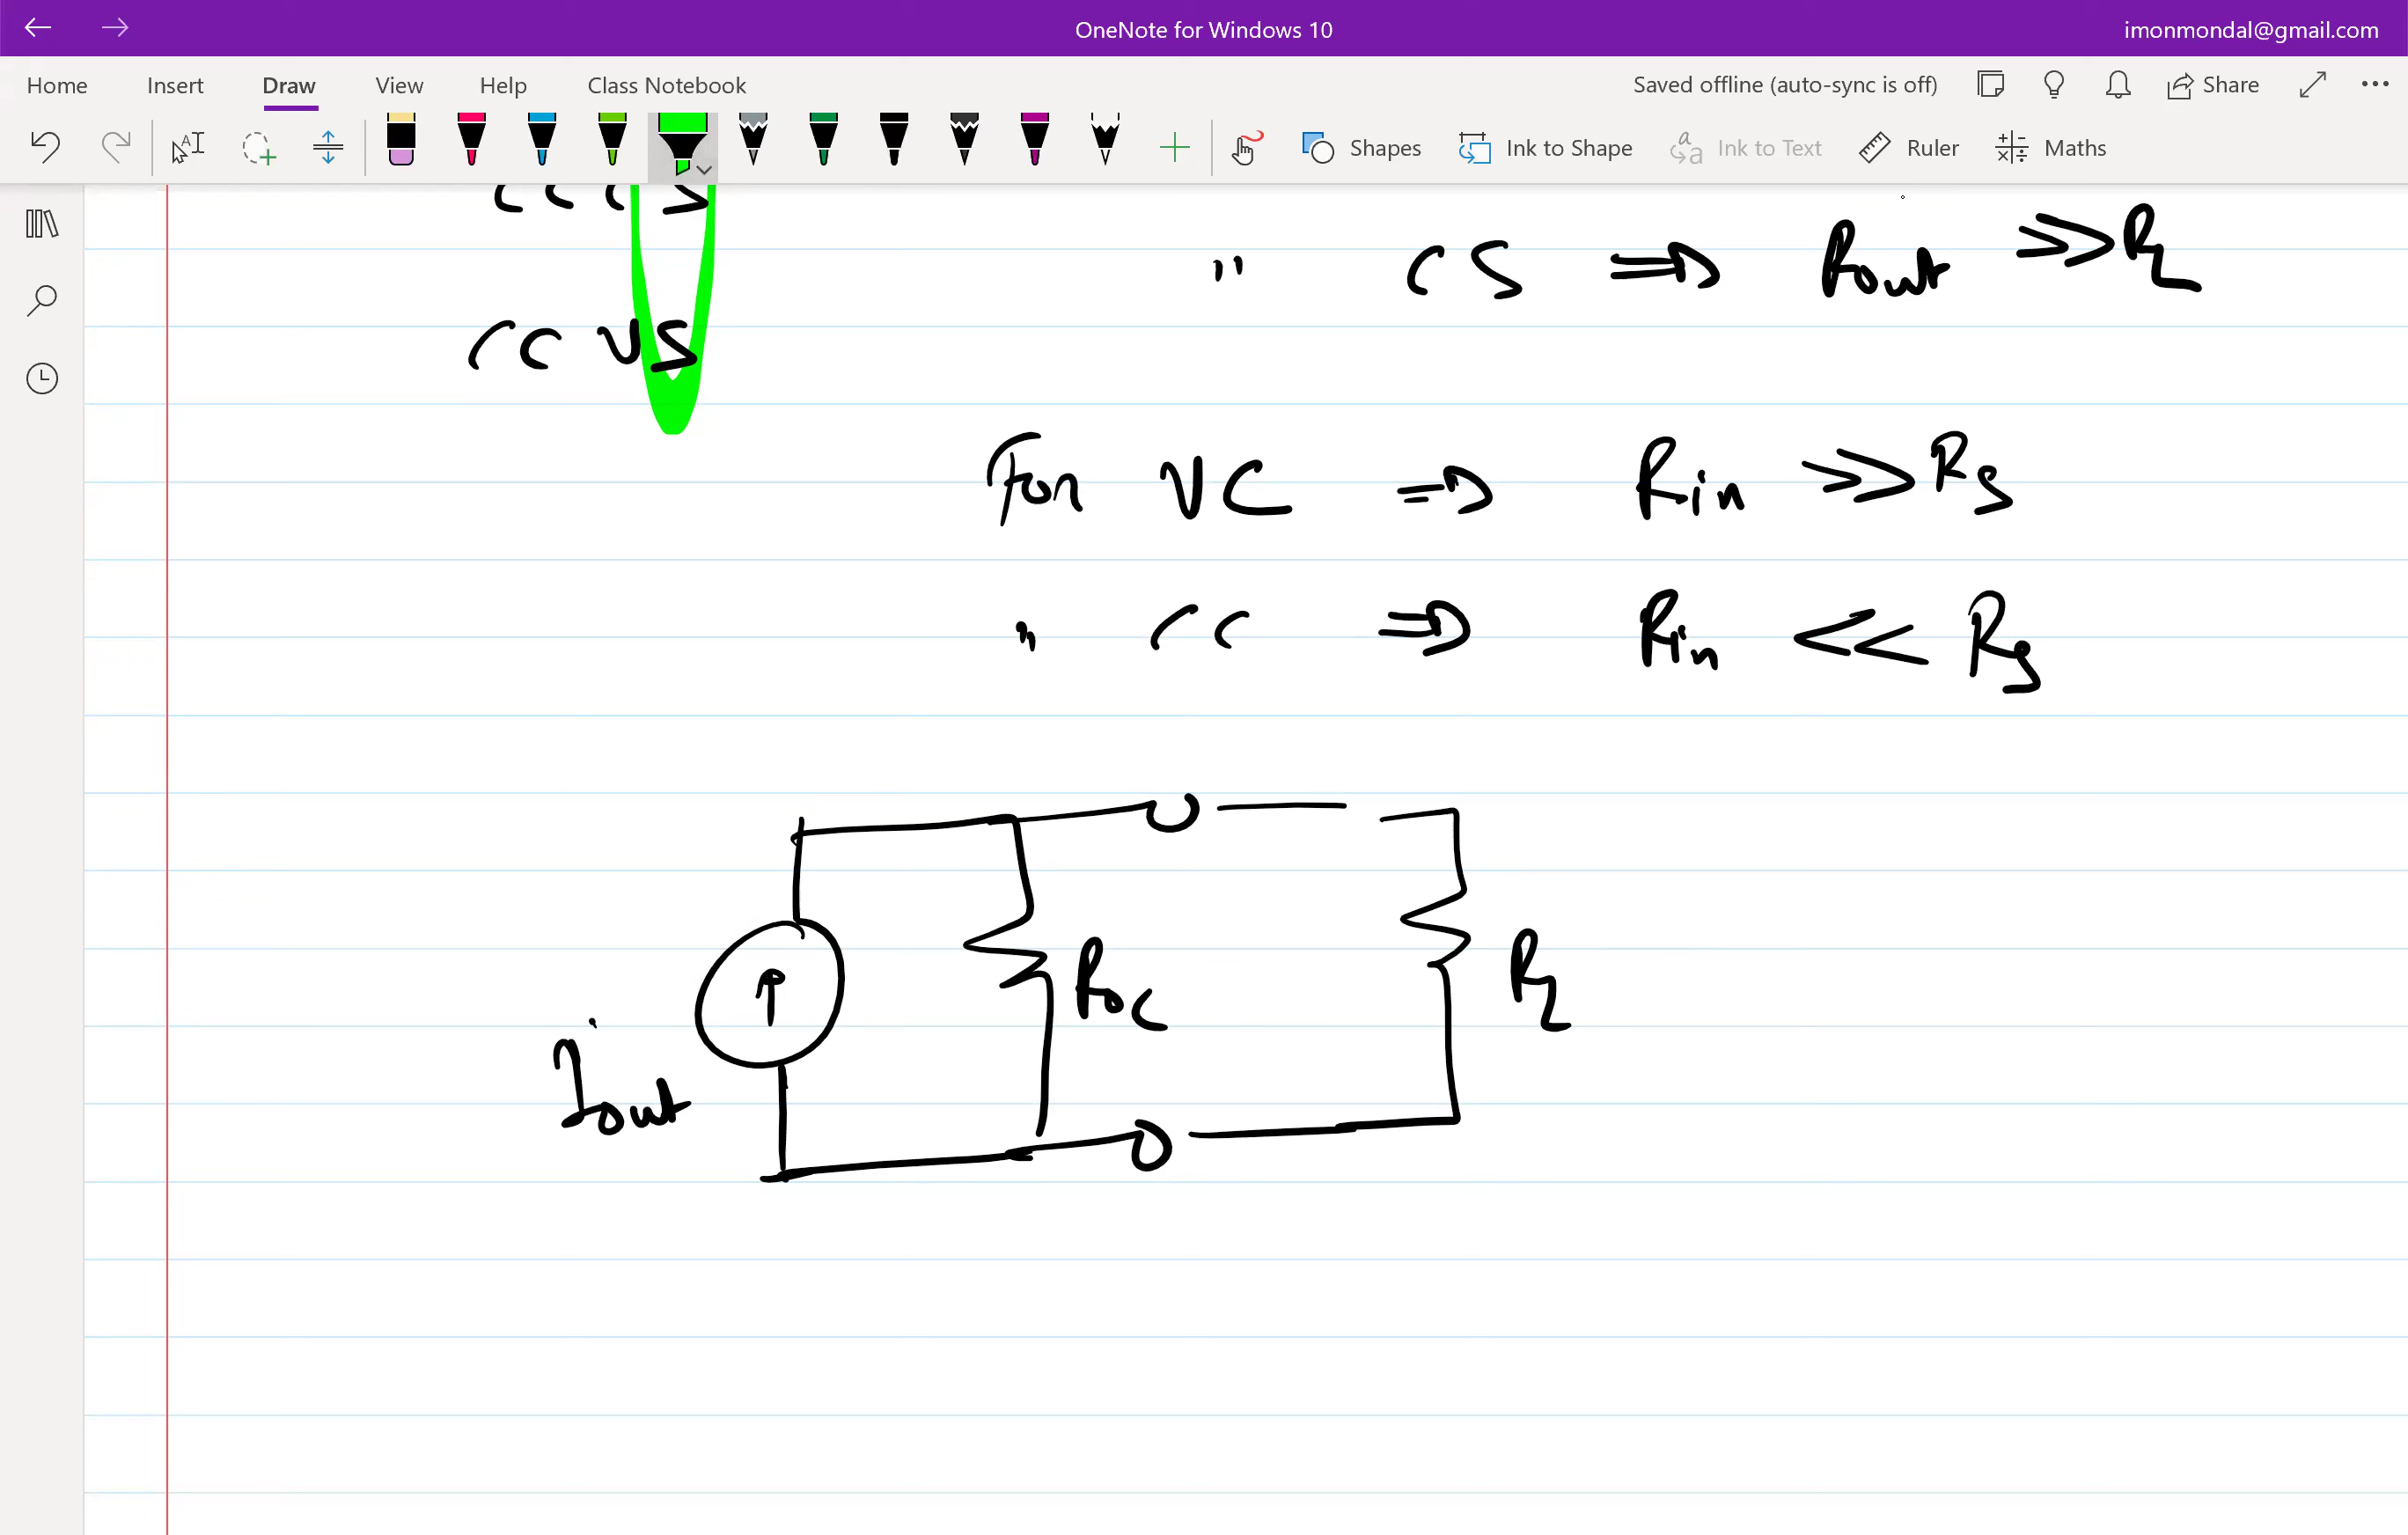 OneNote for Windows 10 imonmondal@gmail.com
Home Insert Draw View Help Class Notebook Saved offline (auto-sync is off) Share
Shapes Ink to Shape Ink to Text Ruler Maths
CCCS
" CS ⇒ Rout >> RL
CCVS
For VC ⇒ Rin >> RS
" CC ⇒ Rin << RS
Roc RL
Iout